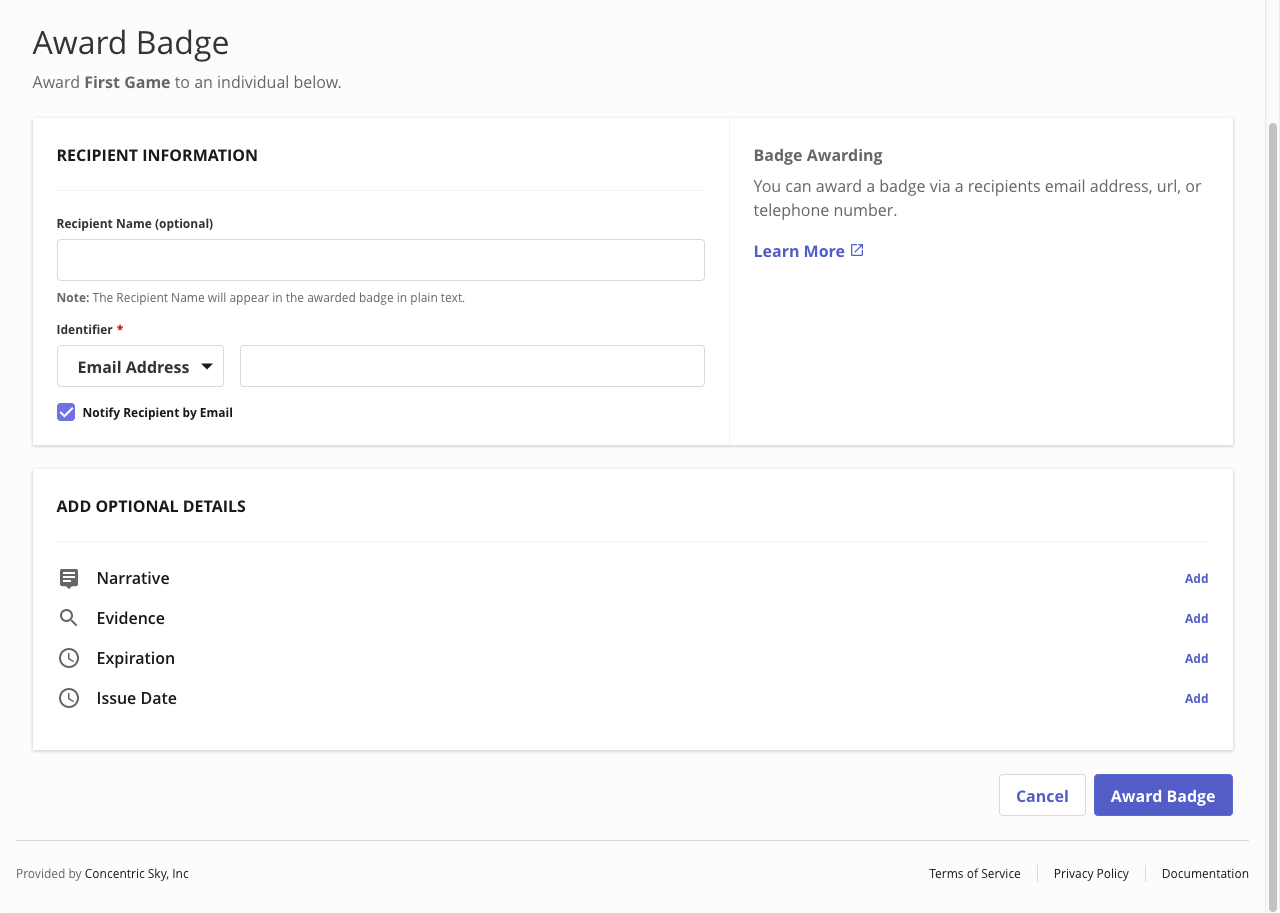 Award Badge
Award First Game to an individual below.
RECIPIENT INFORMATION
Recipient Name (optional)
Note: The Recipient Name will appear in the awarded badge in plain text.
Identifier *
Email Address
Notify Recipient by Email
Badge Awarding
You can award a badge via a recipients email address, url, or
telephone number.
Learn More
ADD OPTIONAL DETAILS
Narrative Add
Evidence Add
Expiration Add
Issue Date Add
Cancel Award Badge
Provided by Concentric Sky, Inc Terms of Service Privacy Policy Documentation